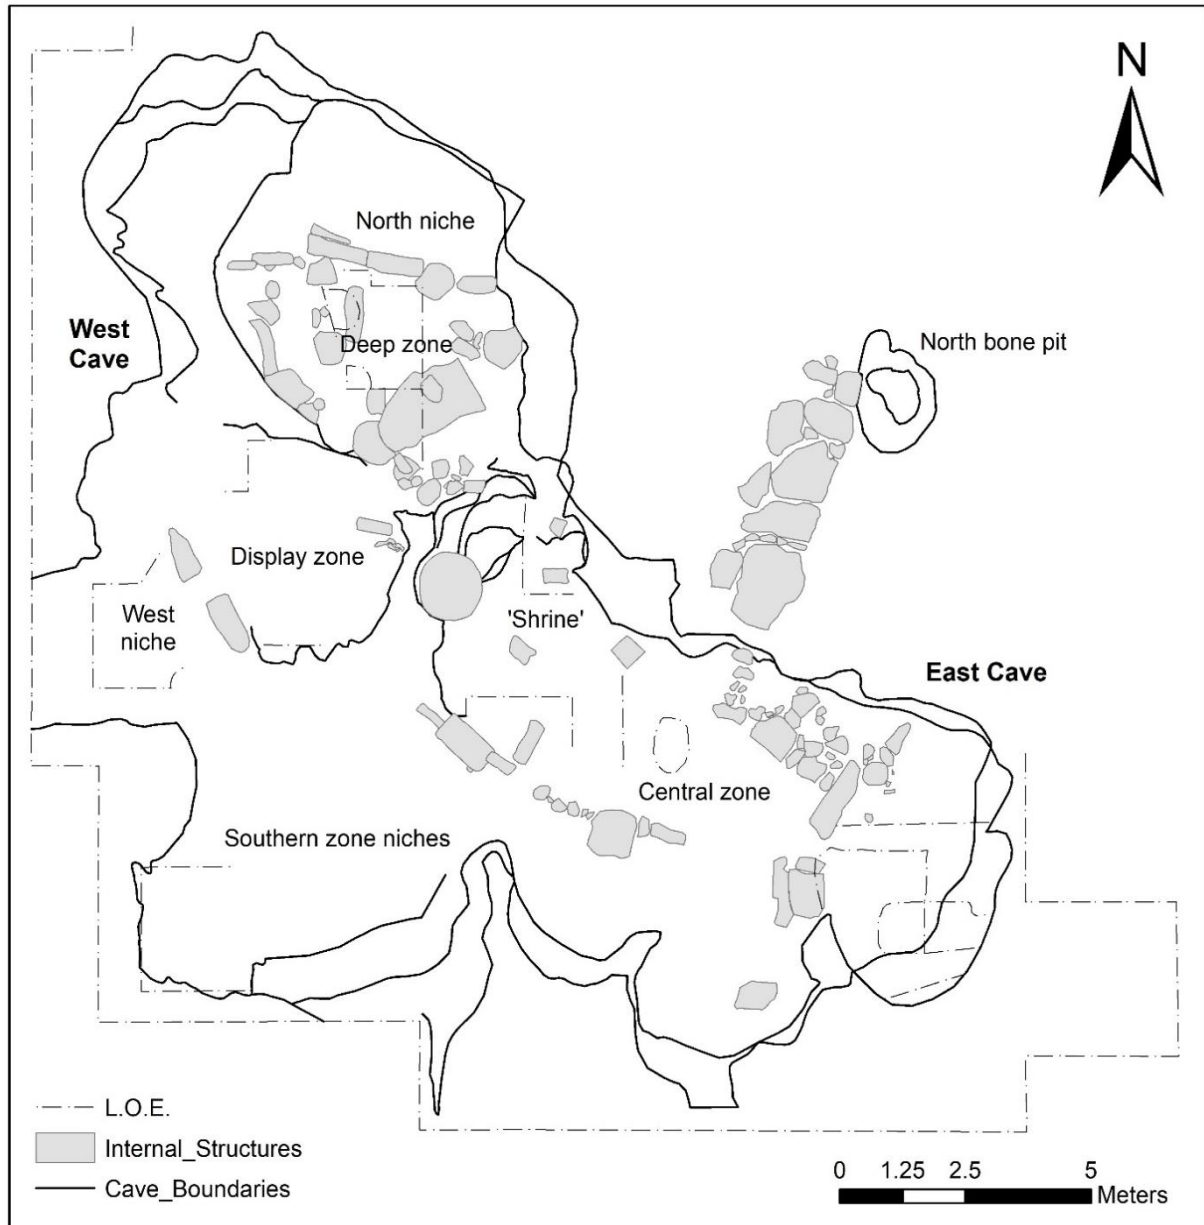 N
North niche
West
Cave
Deep zone
North bone pit
Display zone
West
niche
'Shrine'
East Cave
Central zone
Southern zone niches
L.O.E.
Internal_Structures
Cave_Boundaries
0 1.25 2.5 5
Meters